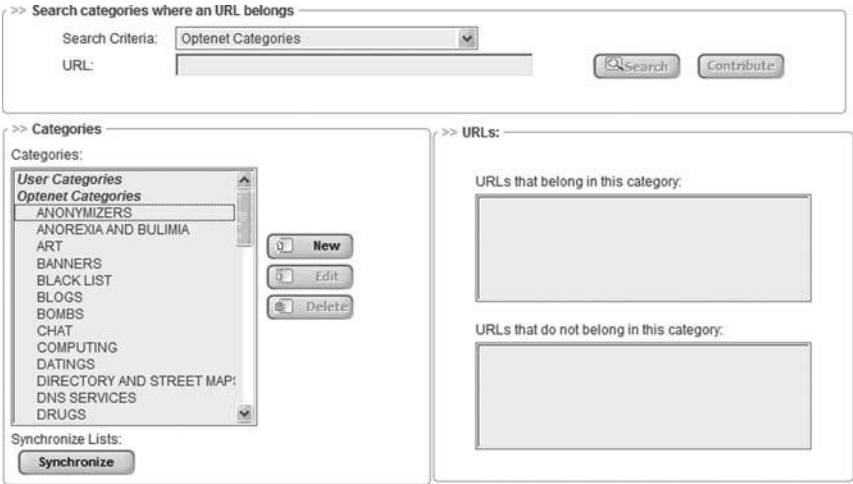 >> Search categories where an URL belongs
Search Criteria: Optenet Categories
URL:
Search Contribute
>> Categories
Categories:
User Categories
Optenet Categories
ANONYMIZERS
ANOREXIA AND BULIMIA
ART
BANNERS
BLACK LIST
BLOGS
BOMBS
CHAT
COMPUTING
DATINGS
DIRECTORY AND STREET MAPS
DNS SERVICES
DRUGS
New
Edit
Delete
Synchronize Lists:
Synchronize
>> URLs:
URLs that belong in this category:
URLs that do not belong in this category: